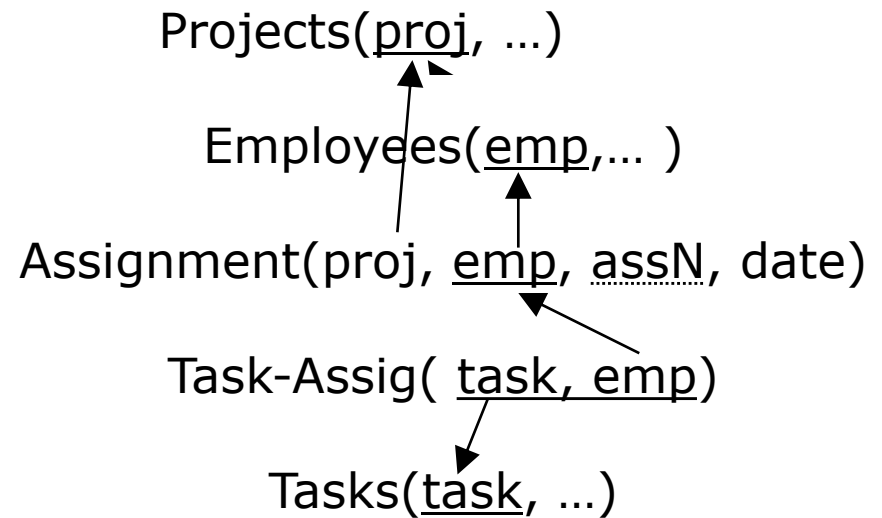 Projects(proj, …)
Employees(emp,… )
Assignment(proj, emp, assN, date)
Task-Assig( task, emp)
Tasks(task, …)